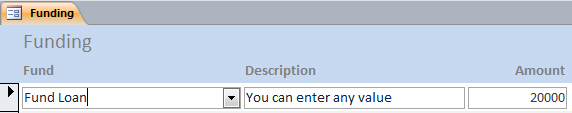 Funding
Funding
Fund Description Amount
Fund Loan You can enter any value 20000